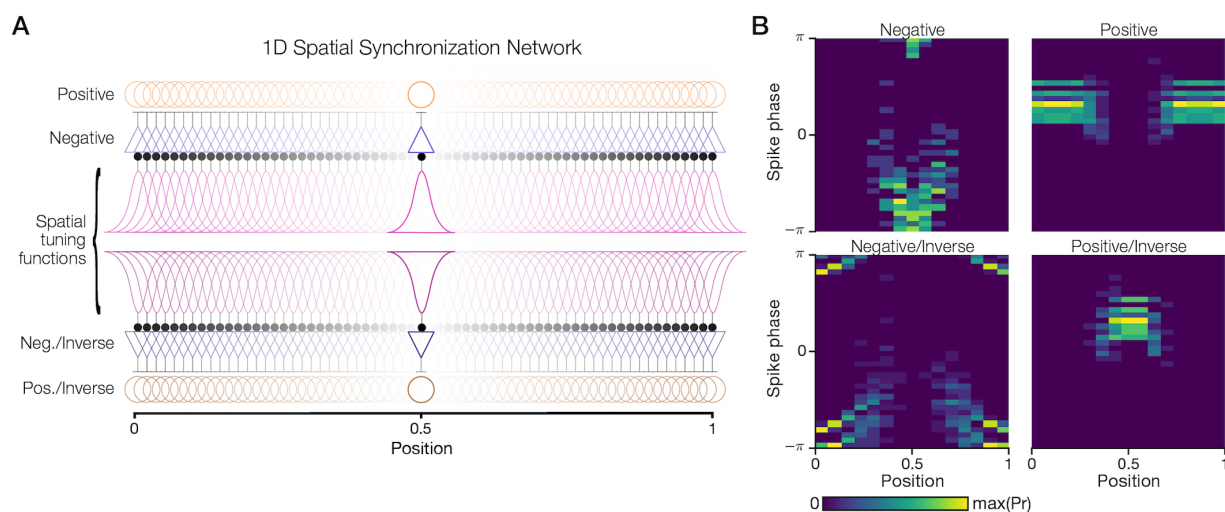 A
1D Spatial Synchronization Network
Positive
Negative
Spatial
tuning
functions
Neg./Inverse
Pos./Inverse
0
0.5
1
Position
B
Negative
Positive
π
Spike phase
0
−π
Negative/Inverse
Positive/Inverse
π
Spike phase
0
−π
0
0.5
1
Position
0
0.5
1
Position
0
max(Pr)